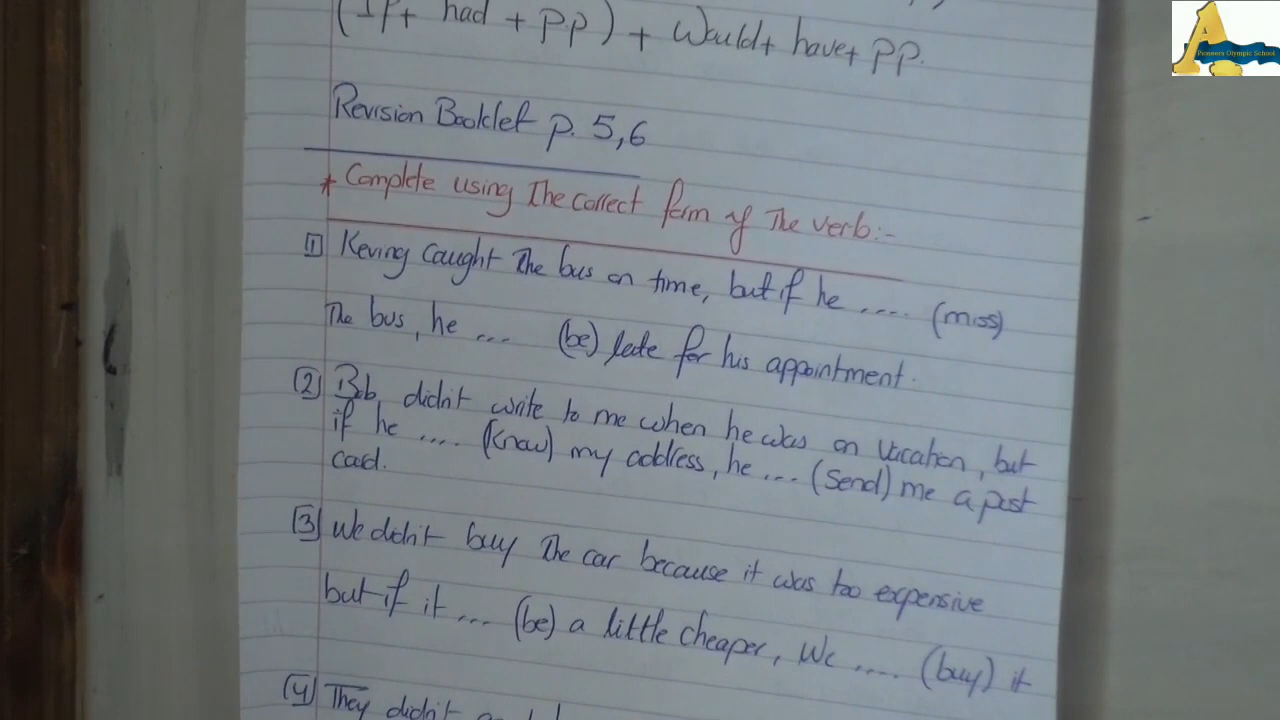 (If + had + pp) + Would + have + pp.
Pioneers Olympic School
Revision Booklet p. 5,6
* Complete using The correct form of The verb:-
1 Keving caught The bus on time, but if he .... (miss)
The bus, he ... (be) late for his appointment.
2 Bob, didn't write to me when he was on vacation, but
if he .... (know) my address, he ... (send) me a post
card.
3 We didn't buy The car because it was too expensive
but if it ... (be) a little cheaper, We .... (buy) it
(4) They didn't